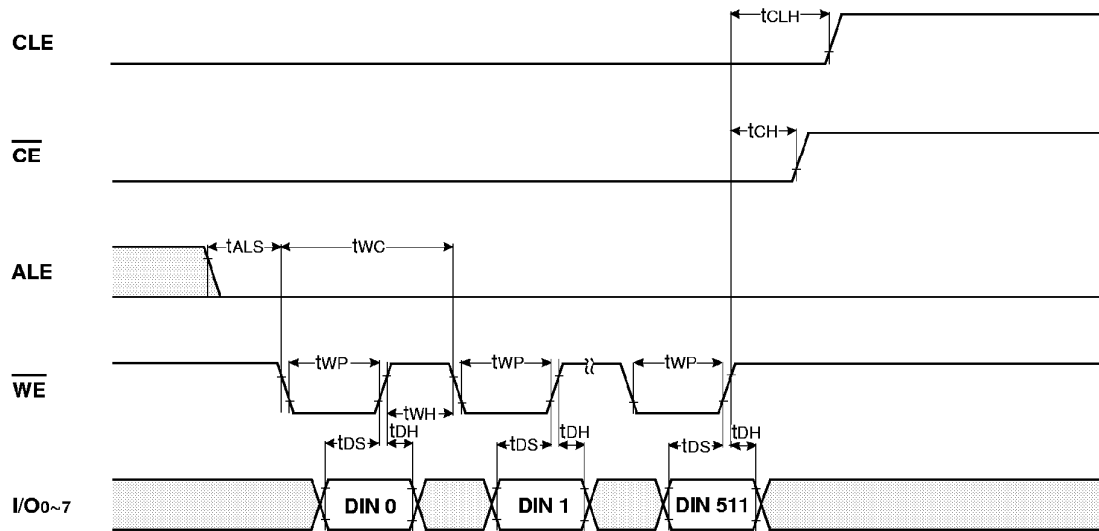 tCLH
CLE
tCH
CE
tALS tWC
ALE
tWP tWP tWP
WE
tWH
tDS tDH tDS tDH tDS tDH
I/O0~7 DIN 0 DIN 1 DIN 511